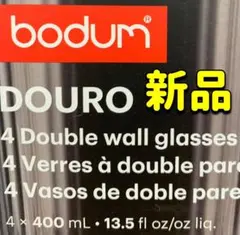 bodum®
DOURO 新品
4 Double wall glasses
4 Verres à double pare
4 Vasos de doble pare
4 x 400 mL • 13.5 fl oz/oz liq.